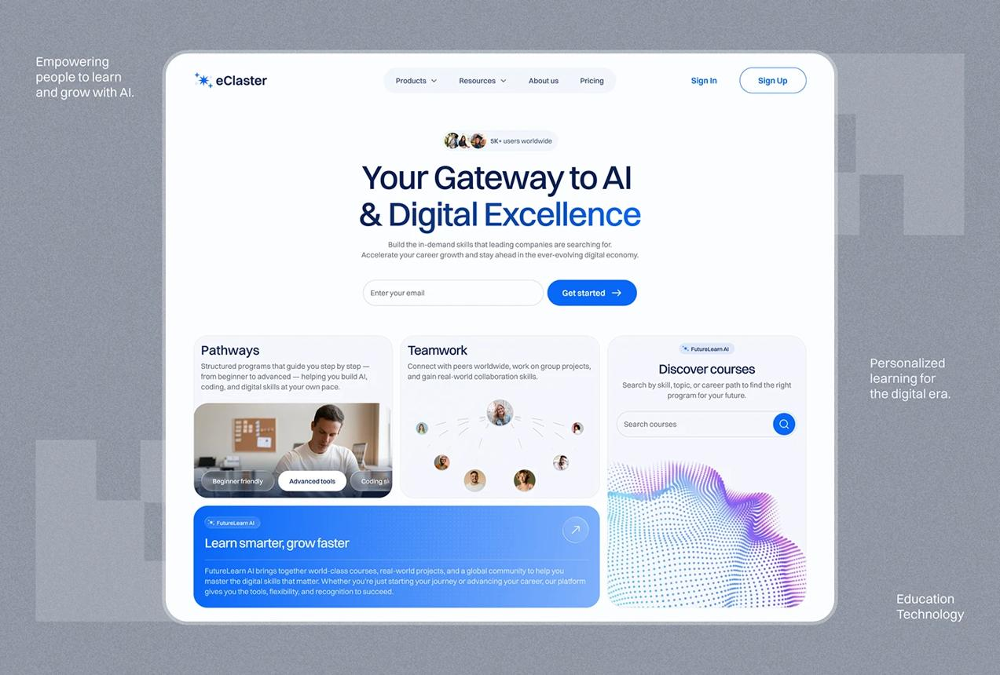 Empowering
people to learn
and grow with AI.
eClaster
Products
Resources
About us
Pricing
Sign In
Sign Up
5K+ users worldwide
Your Gateway to AI
& Digital Excellence
Build the in-demand skills that leading companies are searching for.
Accelerate your career growth and stay ahead in the ever-evolving digital economy.
Enter your email
Get started
Pathways
Structured programs that guide you step by step —
from beginner to advanced — helping you build AI,
coding, and digital skills at your own pace.
Beginner friendly
Advanced tools
Coding sk
Teamwork
Connect with peers worldwide, work on group projects,
and gain real-world collaboration skills.
FutureLearn AI
Discover courses
Search by skill, topic, or career path to find the right
program for your future.
Search courses
FutureLearn AI
Learn smarter, grow faster
FutureLearn AI brings together world-class courses, real-world projects, and a global community to help you
master the digital skills that matter. Whether you're just starting your journey or advancing your career, our platform
gives you the tools, flexibility, and recognition to succeed.
Personalized
learning for
the digital era.
Education
Technology